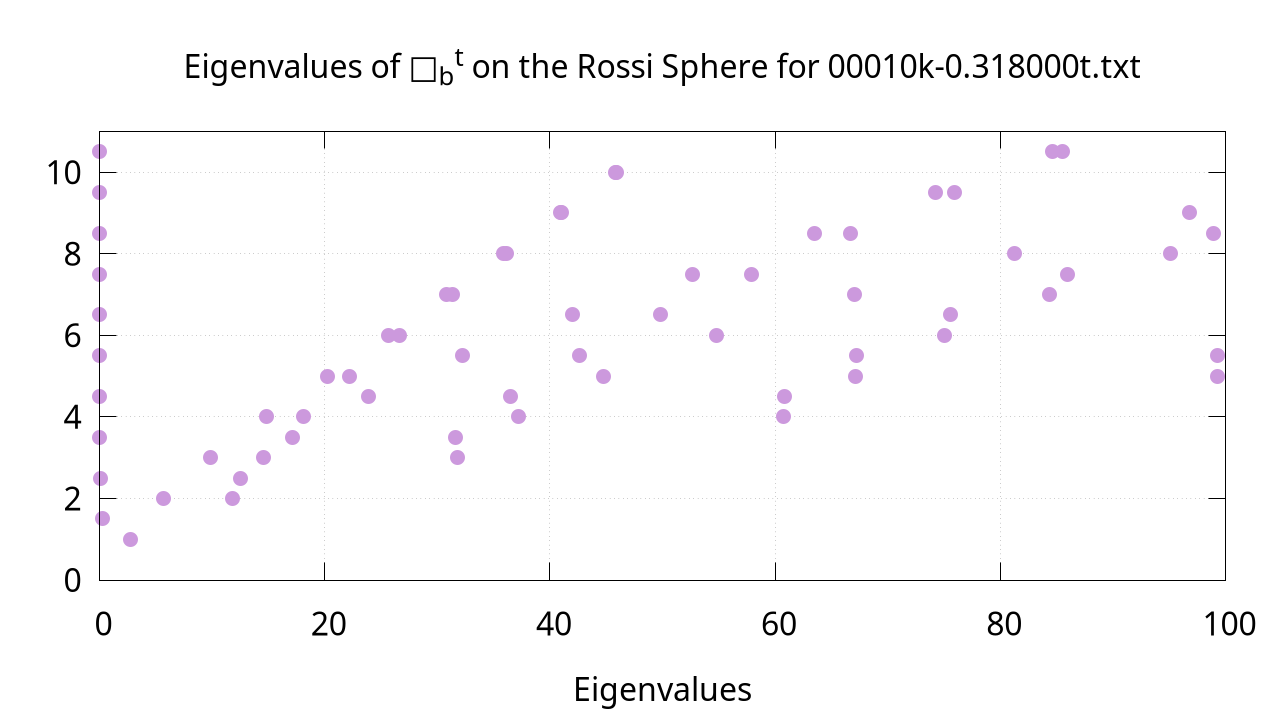 Eigenvalues of □_b^t on the Rossi Sphere for 00010k-0.318000t.txt
10
8
6
4
2
0
0 20 40 60 80 100
Eigenvalues